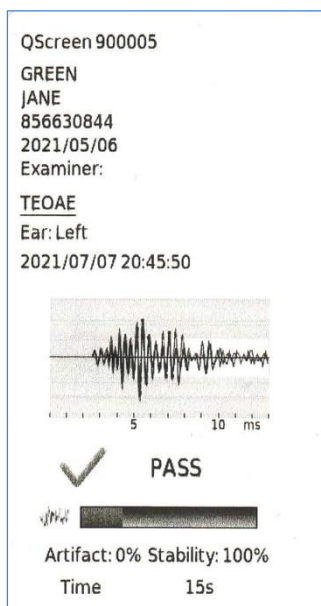 QScreen 900005
GREEN
JANE
856630844
2021/05/06
Examiner:
TEOAE
Ear: Left
2021/07/07 20:45:50
5 10 ms
PASS
Artifact: 0% Stability: 100%
Time 15s